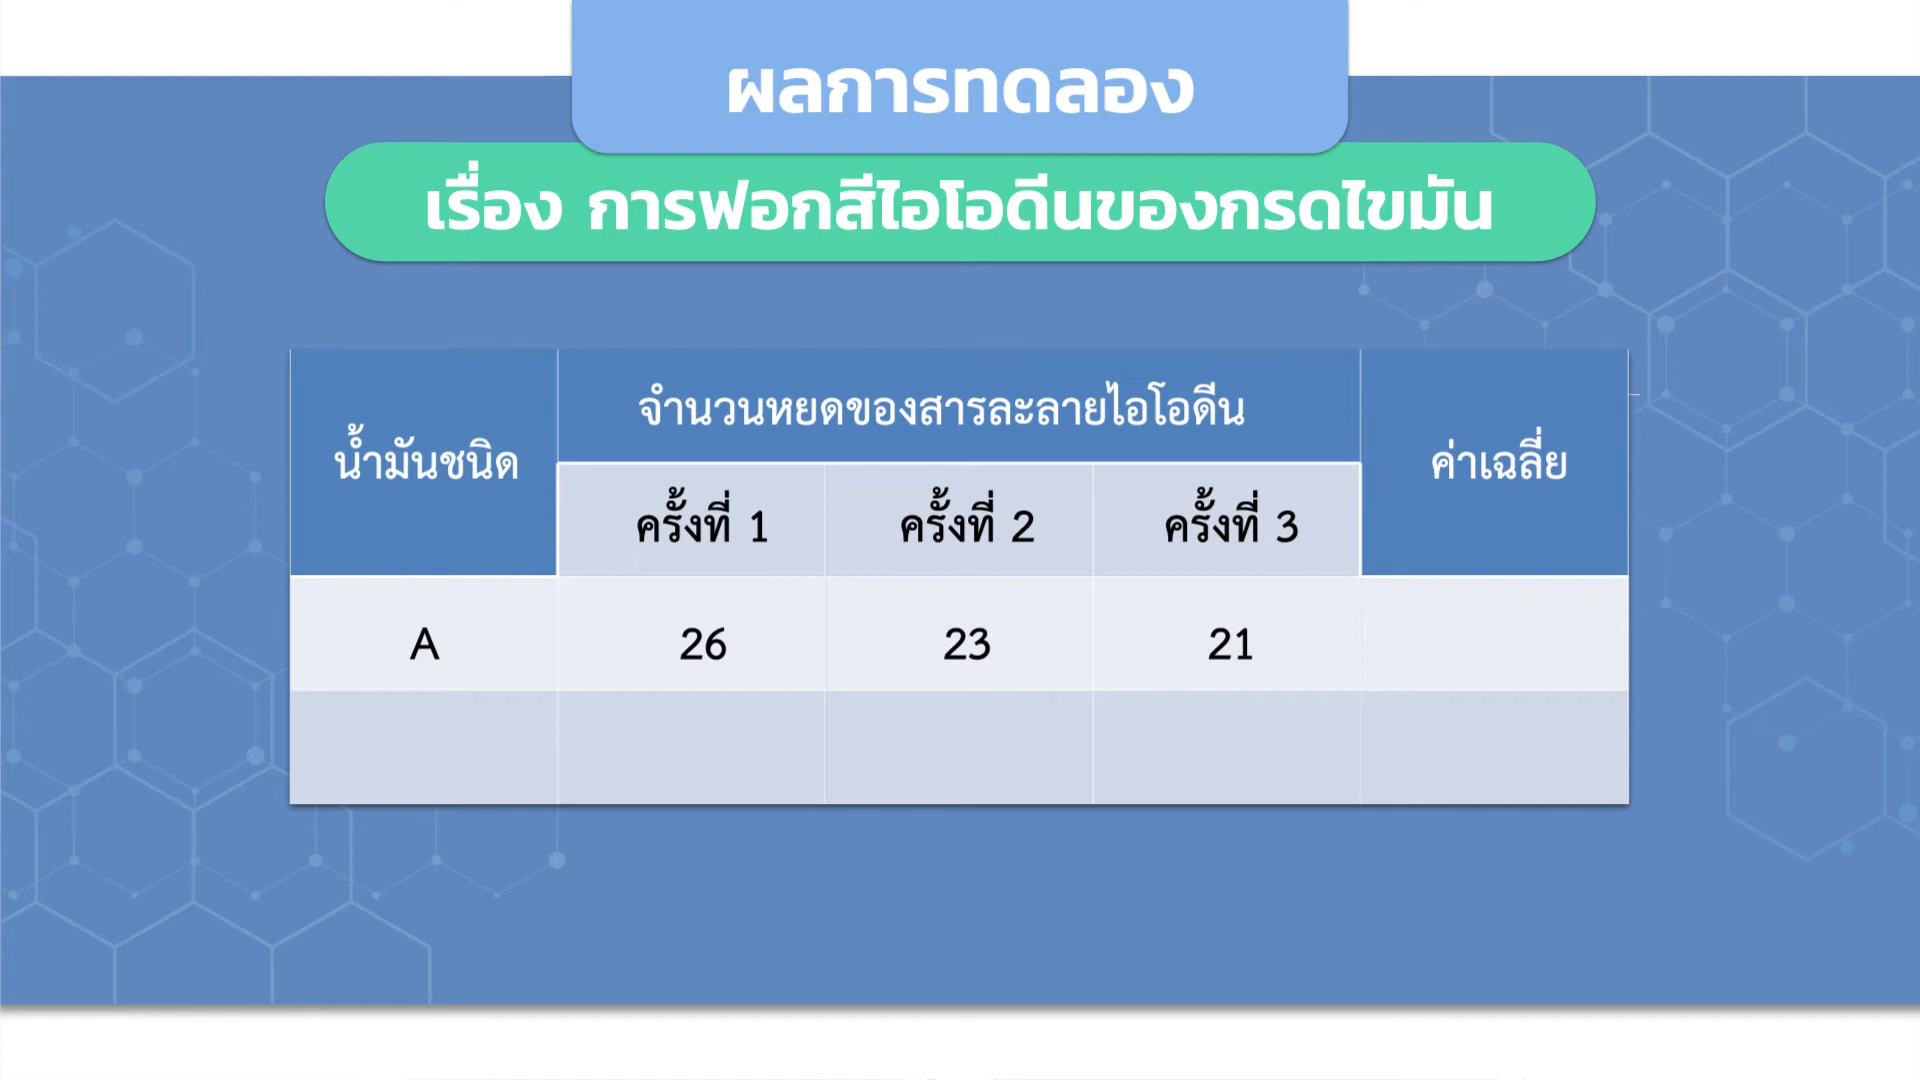 ผลการทดลอง
เรื่อง การฟอกสีไอโอดีนของกรดไขมัน
น้ำมันชนิด จำนวนหยดของสารละลายไอโอดีน ค่าเฉลี่ย
ครั้งที่ 1 ครั้งที่ 2 ครั้งที่ 3
A 26 23 21